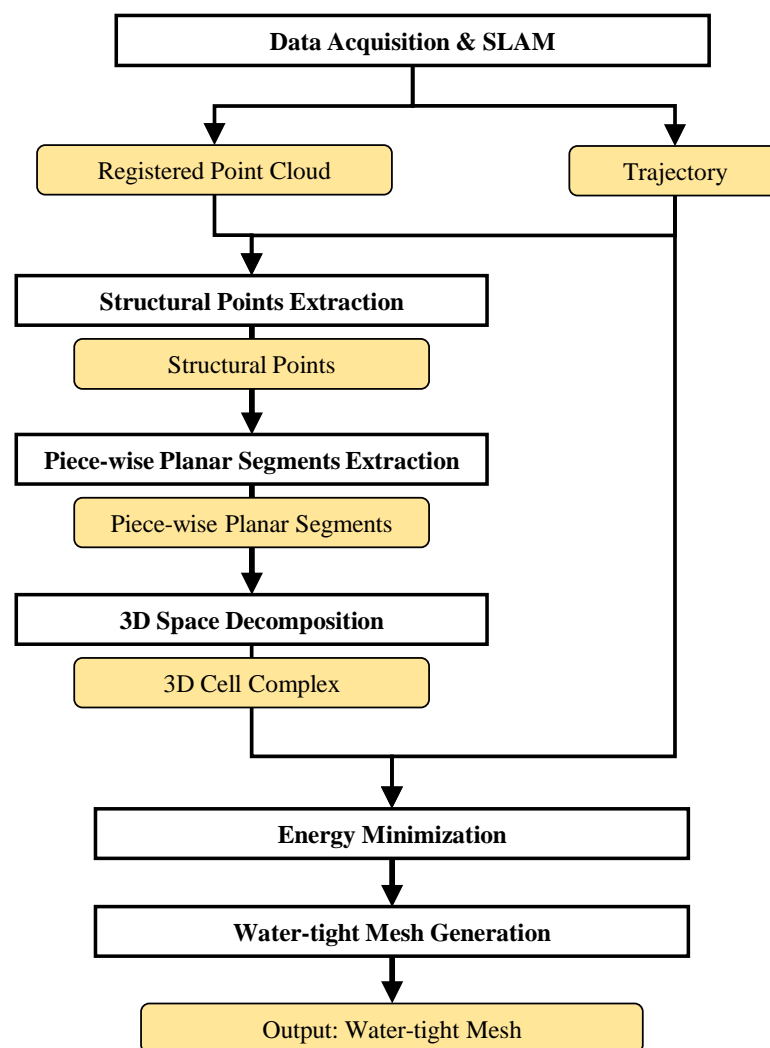 Data Acquisition & SLAM
Registered Point Cloud
Trajectory
Structural Points Extraction
Structural Points
Piece-wise Planar Segments Extraction
Piece-wise Planar Segments
3D Space Decomposition
3D Cell Complex
Energy Minimization
Water-tight Mesh Generation
Output: Water-tight Mesh